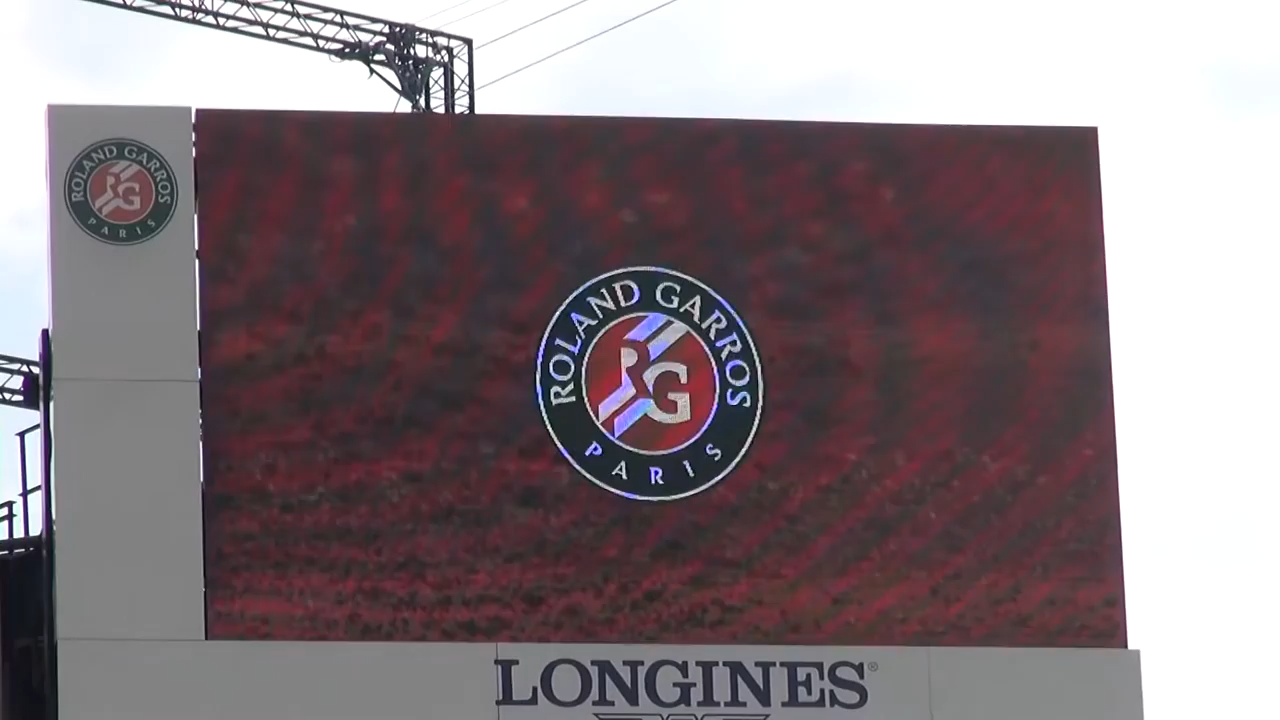 ROLAND GARROS
RG
PARIS
ROLAND GARROS
RG
PARIS
LONGINES®